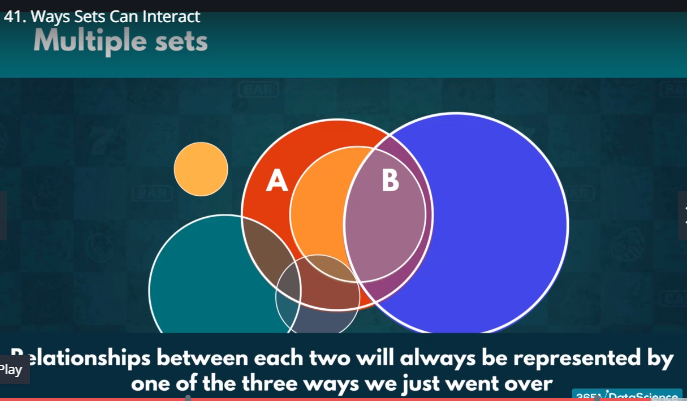 41. Ways Sets Can Interact
Multiple sets
A
B
Relationships between each two will always be represented by
Play
one of the three ways we just went over
365√DataScience